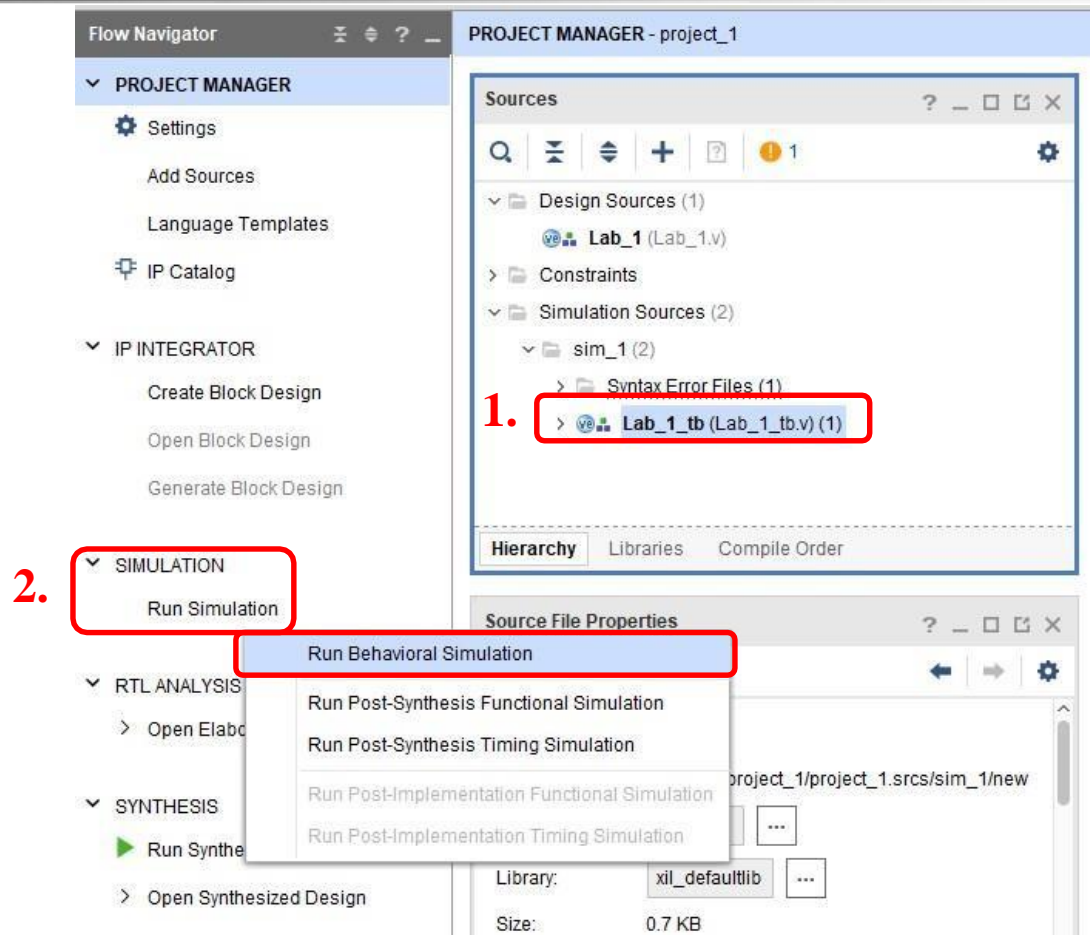 Flow Navigator
? _
PROJECT MANAGER
Settings
Add Sources
Language Templates
IP Catalog
IP INTEGRATOR
Create Block Design
Open Block Design
Generate Block Design
2.
SIMULATION
Run Simulation
Run Behavioral Simulation
Run Post-Synthesis Functional Simulation
Run Post-Synthesis Timing Simulation
Run Post-Implementation Functional Simulation
Run Post-Implementation Timing Simulation
RTL ANALYSIS
Open Elabo
SYNTHESIS
Run Synthe
Open Synthesized Design
PROJECT MANAGER - project_1
Sources
?
1
Design Sources (1)
Lab_1 (Lab_1.v)
Constraints
Simulation Sources (2)
sim_1 (2)
Syntax Error Files (1)
1.
Lab_1_tb (Lab_1_tb.v) (1)
Hierarchy Libraries Compile Order
Source File Properties
?
project_1/project_1.srcs/sim_1/new
...
Library: xil_defaultlib ...
Size: 0.7 KB